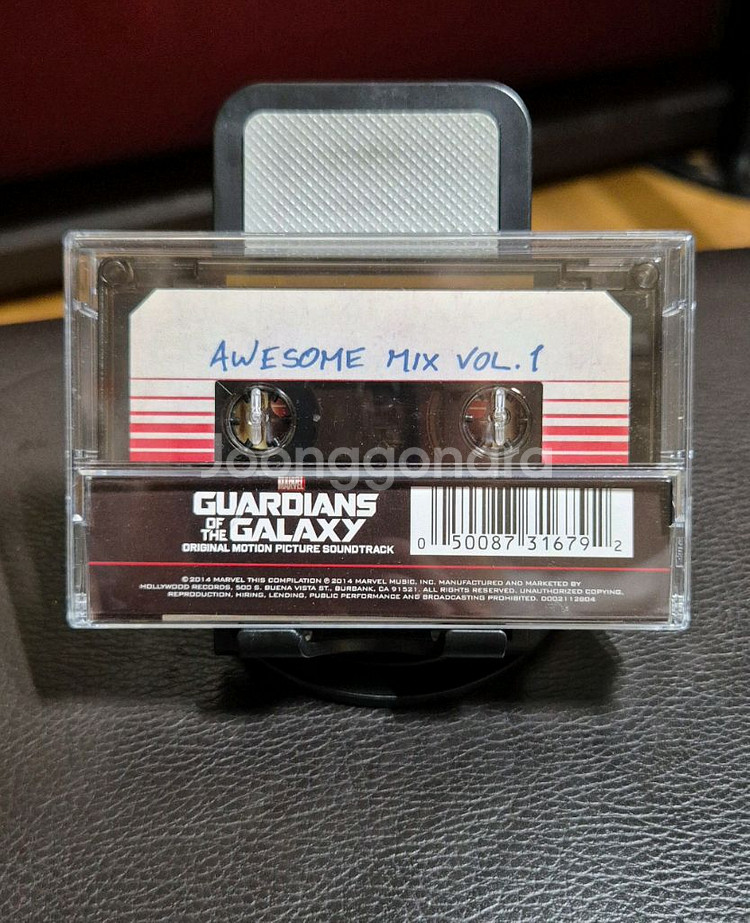 AWESOME MIX VOL. 1
Joonggonara
MARVEL
GUARDIANS
OF THE GALAXY
ORIGINAL MOTION PICTURE SOUNDTRACK
0 50087 31679 2
© 2014 MARVEL THIS COMPILATION ℗ 2014 MARVEL MUSIC, INC. MANUFACTURED AND MARKETED BY
HOLLYWOOD RECORDS, 500 S. BUENA VISTA ST., BURBANK, CA 91521. ALL RIGHTS RESERVED. UNAUTHORIZED COPYING,
REPRODUCTION, HIRING, LENDING, PUBLIC PERFORMANCE AND BROADCASTING PROHIBITED. D002112604